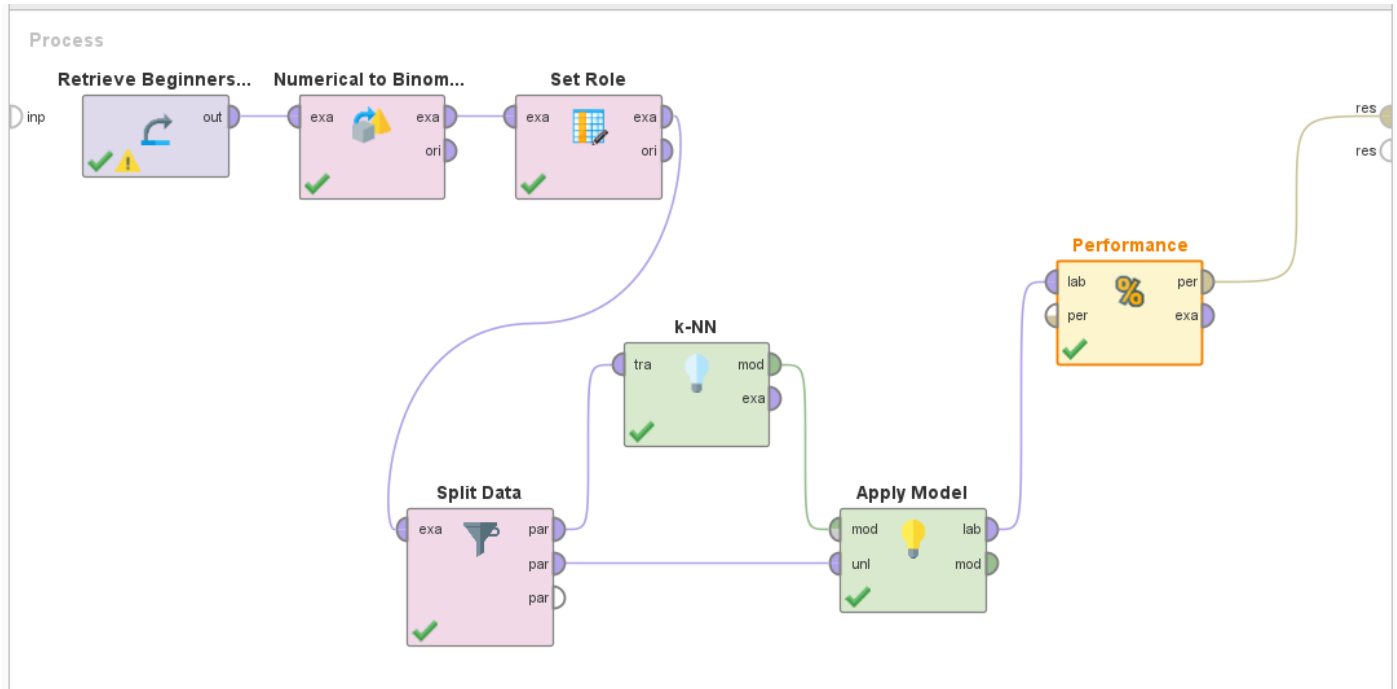 Process
Retrieve Beginners...
Numerical to Binom...
Set Role
inp
out
exa
exa
ori
exa
exa
ori
res
res
Performance
lab
per
per
exa
k-NN
tra
mod
exa
Split Data
exa
par
par
par
Apply Model
mod
lab
unl
mod